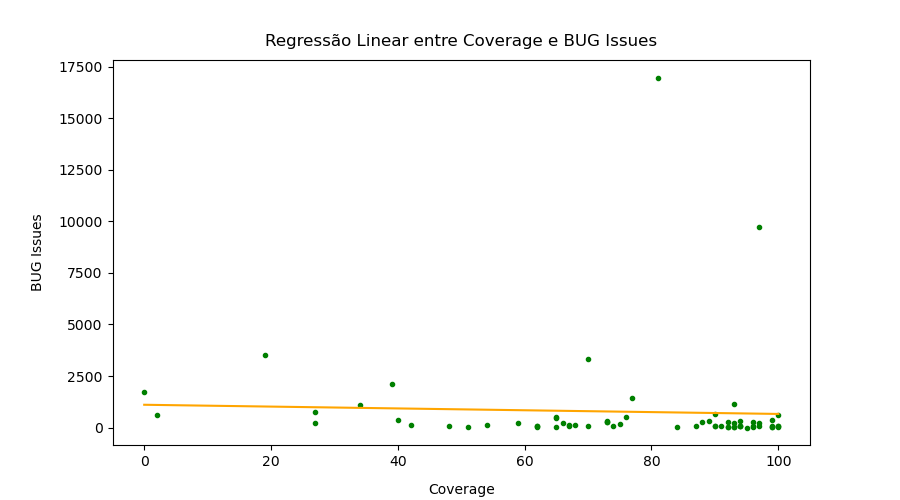 Regressão Linear entre Coverage e BUG Issues
17500
15000
12500
10000
7500
5000
2500
0
BUG Issues
0 20 40 60 80 100
Coverage